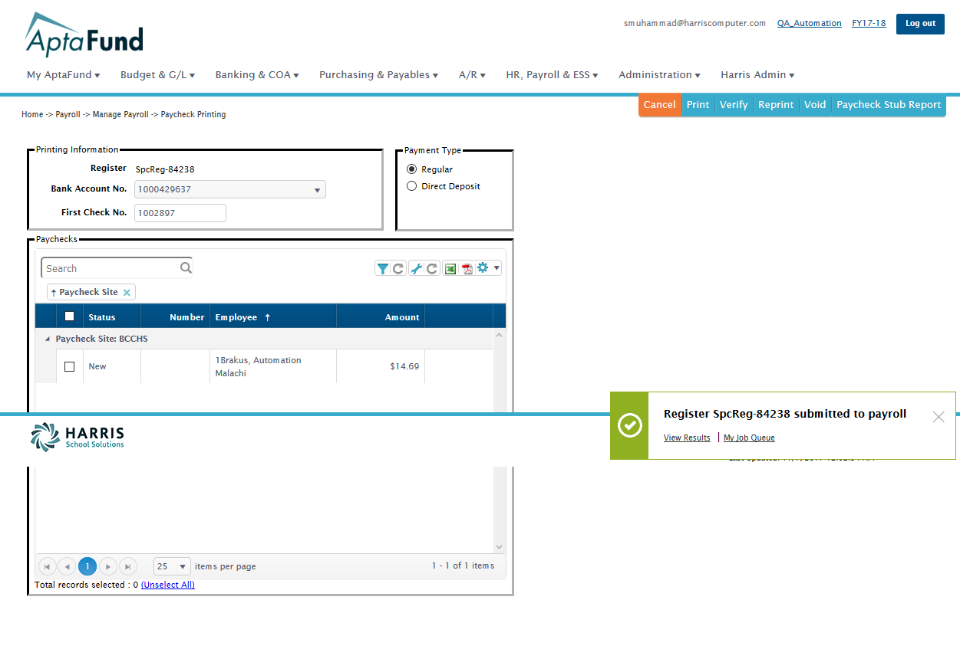 AptaFund
smuhammad@harriscomputer.com QA_Automation FY17-18 Log out
My AptaFund Budget & G/L Banking & COA Purchasing & Payables A/R HR, Payroll & ESS Administration Harris Admin
Cancel Print Verify Reprint Void Paycheck Stub Report
Home -> Payroll -> Manage Payroll -> Paycheck Printing
Printing Information
Register SpcReg-84238
Bank Account No. 1000429637
First Check No. 1002897
Payment Type
Regular
Direct Deposit
Paychecks
Search
↑ Paycheck Site ×
Status Number Employee ↑ Amount
Paycheck Site: BCCHS
New 1Brakus, Automation Malachi $14.69
Register SpcReg-84238 submitted to payroll
View Results | My Job Queue
HARRIS
School Solutions
1 25 items per page 1 - 1 of 1 items
Total records selected : 0 (Unselect All)